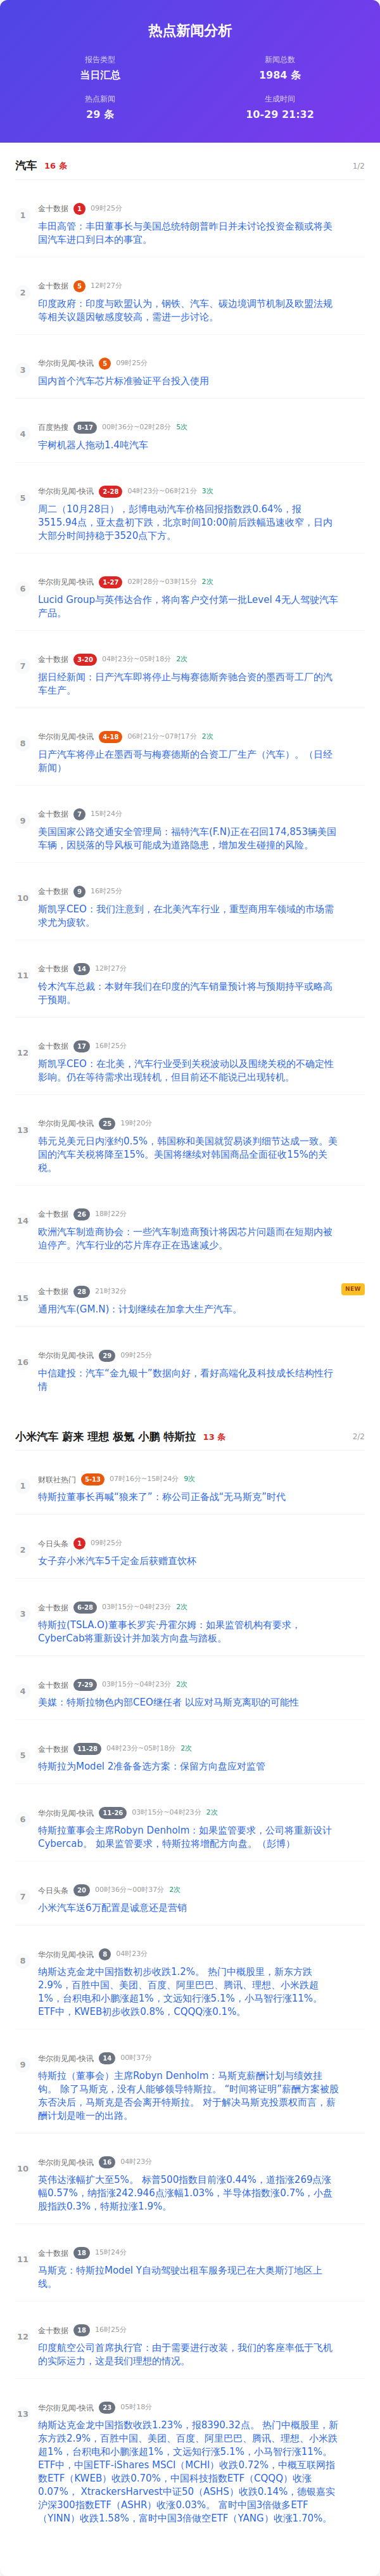 热点新闻分析
报告类型
当日汇总
新闻总数
1984 条
热点新闻
29 条
生成时间
10-29 21:32
汽车 16 条 1/2
1
金十数据 1 09时25分
丰田高管：丰田董事长与美国总统特朗普昨日并未讨论投资金额或将美
国汽车进口到日本的事宜。
2
金十数据 5 12时27分
印度政府：印度与欧盟认为，钢铁、汽车、碳边境调节机制及欧盟法规
等相关议题因敏感度较高，需进一步讨论。
3
华尔街见闻-快讯 5 09时25分
国内首个汽车芯片标准验证平台投入使用
4
百度热搜 8-17 00时36分~02时28分 5次
宇树机器人拖动1.4吨汽车
5
华尔街见闻-快讯 2-28 04时23分~06时21分 3次
周二（10月28日），彭博电动汽车价格回报指数跌0.64%，报
3515.94点，亚太盘初下跌，北京时间10:00前后跌幅迅速收窄，日内
大部分时间持稳于3520点下方。
6
华尔街见闻-快讯 1-27 02时28分~03时15分 2次
Lucid Group与英伟达合作，将向客户交付第一批Level 4无人驾驶汽车
产品。
7
金十数据 3-20 04时23分~05时18分 2次
据日经新闻：日产汽车即将停止与梅赛德斯奔驰合资的墨西哥工厂的汽
车生产。
8
华尔街见闻-快讯 4-18 06时21分~07时17分 2次
日产汽车将停止在墨西哥与梅赛德斯的合资工厂生产（汽车）。（日经
新闻）
9
金十数据 7 15时24分
美国国家公路交通安全管理局：福特汽车(F.N)正在召回174,853辆美国
车辆，因脱落的导风板可能成为道路隐患，增加发生碰撞的风险。
10
金十数据 9 16时25分
斯凯孚CEO：我们注意到，在北美汽车行业，重型商用车领域的市场需
求尤为疲软。
11
金十数据 14 12时27分
铃木汽车总裁：本财年我们在印度的汽车销量预计将与预期持平或略高
于预期。
12
金十数据 17 16时25分
斯凯孚CEO：在北美，汽车行业受到关税波动以及围绕关税的不确定性
影响。仍在等待需求出现转机，但目前还不能说已出现转机。
13
华尔街见闻-快讯 25 19时20分
韩元兑美元日内涨约0.5%，韩国称和美国就贸易谈判细节达成一致。美
国的汽车关税将降至15%。美国将继续对韩国商品全面征收15%的关
税。
14
金十数据 26 18时22分
欧洲汽车制造商协会：一些汽车制造商预计将因芯片问题而在短期内被
迫停产。汽车行业的芯片库存正在迅速减少。
15
金十数据 28 21时32分 NEW
通用汽车(GM.N)：计划继续在加拿大生产汽车。
16
华尔街见闻-快讯 29 09时25分
中信建投：汽车“金九银十”数据向好，看好高端化及科技成长结构性行
情
小米汽车 蔚来 理想 极氪 小鹏 特斯拉 13 条 2/2
1
财联社热门 5-13 07时16分~15时24分 9次
特斯拉董事长再喊“狼来了”：称公司正备战“无马斯克”时代
2
今日头条 1 09时25分
女子弃小米汽车5千定金后获赠直饮杯
3
金十数据 6-28 03时15分~04时23分 2次
特斯拉(TSLA.O)董事长罗宾·丹霍尔姆：如果监管机构有要求，
CyberCab将重新设计并加装方向盘与踏板。
4
金十数据 7-29 03时15分~04时23分 2次
美媒：特斯拉物色内部CEO继任者 以应对马斯克离职的可能性
5
金十数据 11-28 04时23分~05时18分 2次
特斯拉为Model 2准备备选方案：保留方向盘应对监管
6
华尔街见闻-快讯 11-26 03时15分~04时23分 2次
特斯拉董事会主席Robyn Denholm：如果监管要求，公司将重新设计
Cybercab。 如果监管要求，特斯拉将增配方向盘。（彭博）
7
今日头条 20 00时36分~00时37分 2次
小米汽车送6万配置是诚意还是营销
8
华尔街见闻-快讯 8 04时23分
纳斯达克金龙中国指数初步收跌1.2%。 热门中概股里，新东方跌
2.9%，百胜中国、美团、百度、阿里巴巴、腾讯、理想、小米跌超
1%，台积电和小鹏涨超1%，文远知行涨5.1%，小马智行涨11%。
ETF中，KWEB初步收跌0.8%，CQQQ涨0.1%。
9
华尔街见闻-快讯 14 00时37分
特斯拉（董事会）主席Robyn Denholm：马斯克薪酬计划与绩效挂
钩。 除了马斯克，没有人能够领导特斯拉。 “时间将证明”薪酬方案被股
东否决后，马斯克是否会离开特斯拉。 对于解决马斯克投票权而言，薪
酬计划是唯一的出路。
10
华尔街见闻-快讯 16 04时23分
英伟达涨幅扩大至5%。 标普500指数目前涨0.44%，道指涨269点涨
幅0.57%，纳指涨242.946点涨幅1.03%，半导体指数涨0.7%，小盘
股指跌0.3%，特斯拉涨1.9%。
11
金十数据 18 15时24分
马斯克：特斯拉Model Y自动驾驶出租车服务现已在大奥斯汀地区上
线。
12
金十数据 18 16时25分
印度航空公司首席执行官：由于需要进行改装，我们的客座率低于飞机
的实际运力，这是我们理想的情况。
13
华尔街见闻-快讯 23 05时18分
纳斯达克金龙中国指数收跌1.23%，报8390.32点。 热门中概股里，新
东方跌2.9%，百胜中国、美团、百度、阿里巴巴、腾讯、理想、小米跌
超1%，台积电和小鹏涨超1%，文远知行涨5.1%，小马智行涨11%。
ETF中，中国ETF-iShares MSCI（MCHI）收跌0.72%，中概互联网指
数ETF（KWEB）收跌0.70%，中国科技指数ETF（CQQQ）收涨
0.07%， XtrackersHarvest中证50（ASHS）收跌0.14%，德银嘉实
沪深300指数ETF（ASHR）收涨0.03%。 富时中国3倍做多ETF
（YINN）收跌1.58%，富时中国3倍做空ETF（YANG）收涨1.70%。